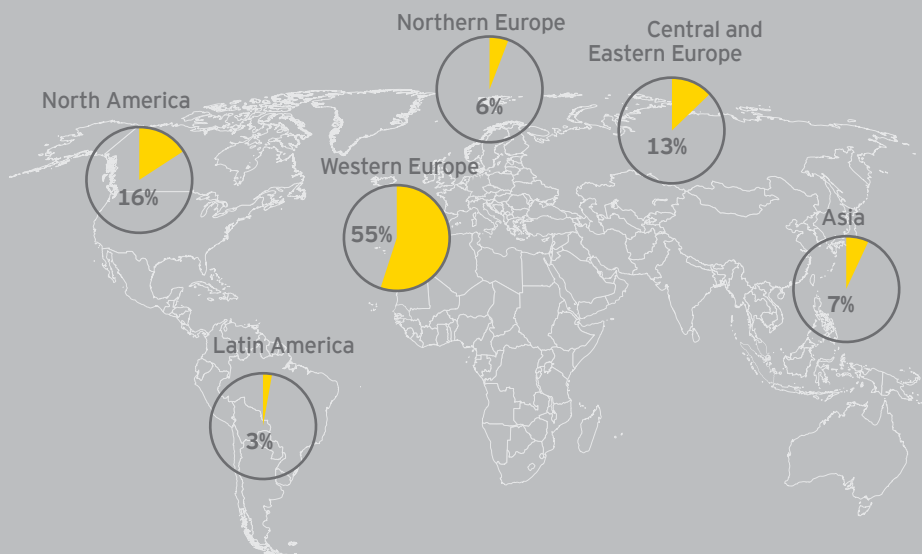 Northern Europe
6%
Central and
Eastern Europe
13%
North America
16%
Western Europe
55%
Asia
7%
Latin America
3%